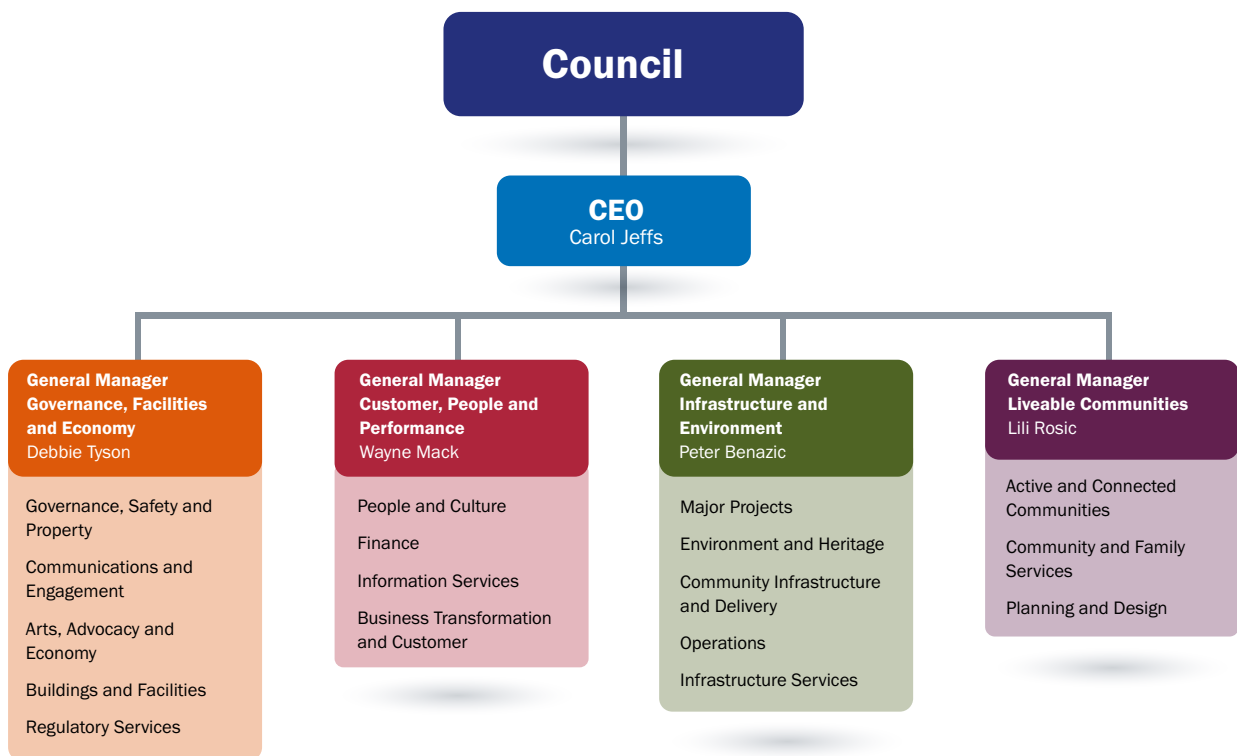 Council
CEO
Carol Jeffs
General Manager
Governance, Facilities
and Economy
Debbie Tyson
Governance, Safety and
Property
Communications and
Engagement
Arts, Advocacy and
Economy
Buildings and Facilities
Regulatory Services
General Manager
Customer, People and
Performance
Wayne Mack
People and Culture
Finance
Information Services
Business Transformation
and Customer
General Manager
Infrastructure and
Environment
Peter Benazic
Major Projects
Environment and Heritage
Community Infrastructure
and Delivery
Operations
Infrastructure Services
General Manager
Liveable Communities
Lili Rosic
Active and Connected
Communities
Community and Family
Services
Planning and Design